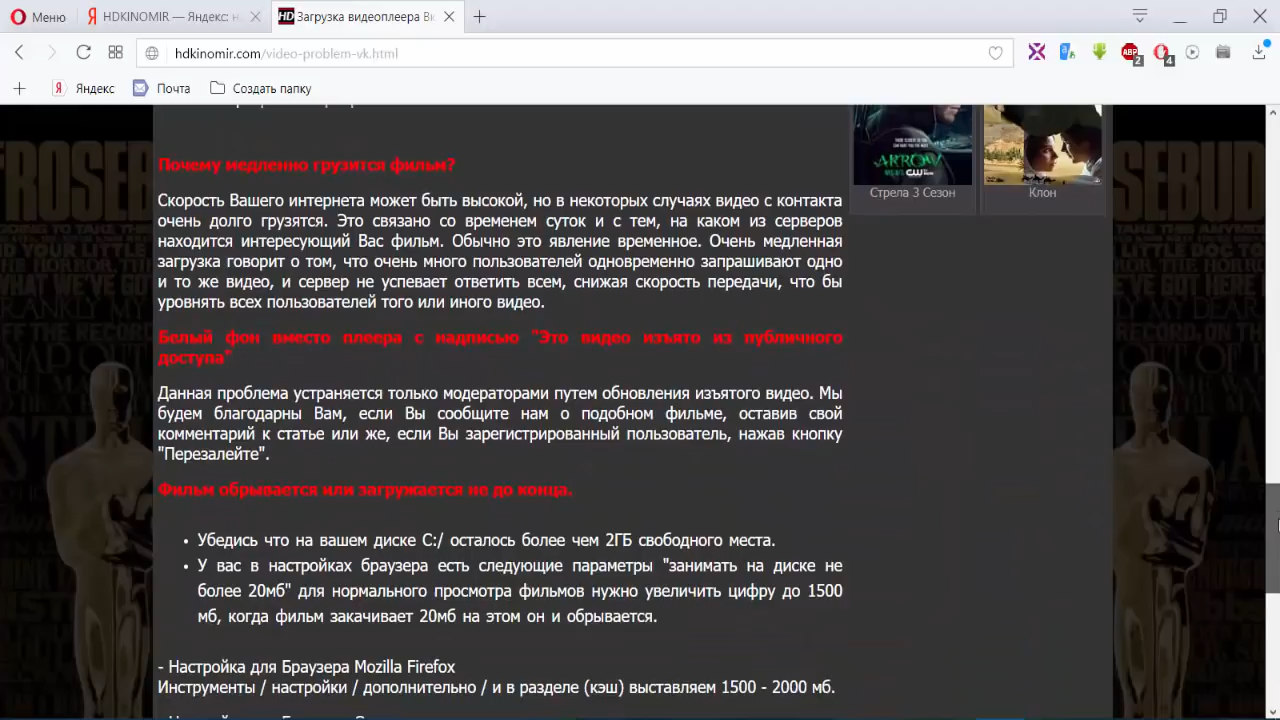 Меню
HDKINOMIR — Яндекс: н
Загрузка видеоплеера В
hdkinomir.com/video-problem-vk.html
ABP
2
4
Яндекс
Почта
Создать папку
Почему медленно грузится фильм?
Скорость Вашего интернета может быть высокой, но в некоторых случаях видео с контакта
очень долго грузятся. Это связано со временем суток и с тем, на каком из серверов
находится интересующий Вас фильм. Обычно это явление временное. Очень медленная
загрузка говорит о том, что очень много пользователей одновременно запрашивают одно
и то же видео, и сервер не успевает ответить всем, снижая скорость передачи, что бы
уровнять всех пользователей того или иного видео.
Белый фон вместо плеера с надписью "Это видео изъято из публичного
доступа"
Данная проблема устраняется только модераторами путем обновления изъятого видео. Мы
будем благодарны Вам, если Вы сообщите нам о подобном фильме, оставив свой
комментарий к статье или же, если Вы зарегистрированный пользователь, нажав кнопку
"Перезалейте".
Фильм обрывается или загружается не до конца.
• Убедись что на вашем диске C:/ осталось более чем 2ГБ свободного места.
• У вас в настройках браузера есть следующие параметры "занимать на диске не
более 20мб" для нормального просмотра фильмов нужно увеличить цифру до 1500
мб, когда фильм закачивает 20мб на этом он и обрывается.
- Настройка для Браузера Mozilla Firefox
Инструменты / настройки / дополнительно / и в разделе (кэш) выставляем 1500 - 2000 мб.
ARROW
CW
Стрела 3 Сезон
Клон
ROSEBUD